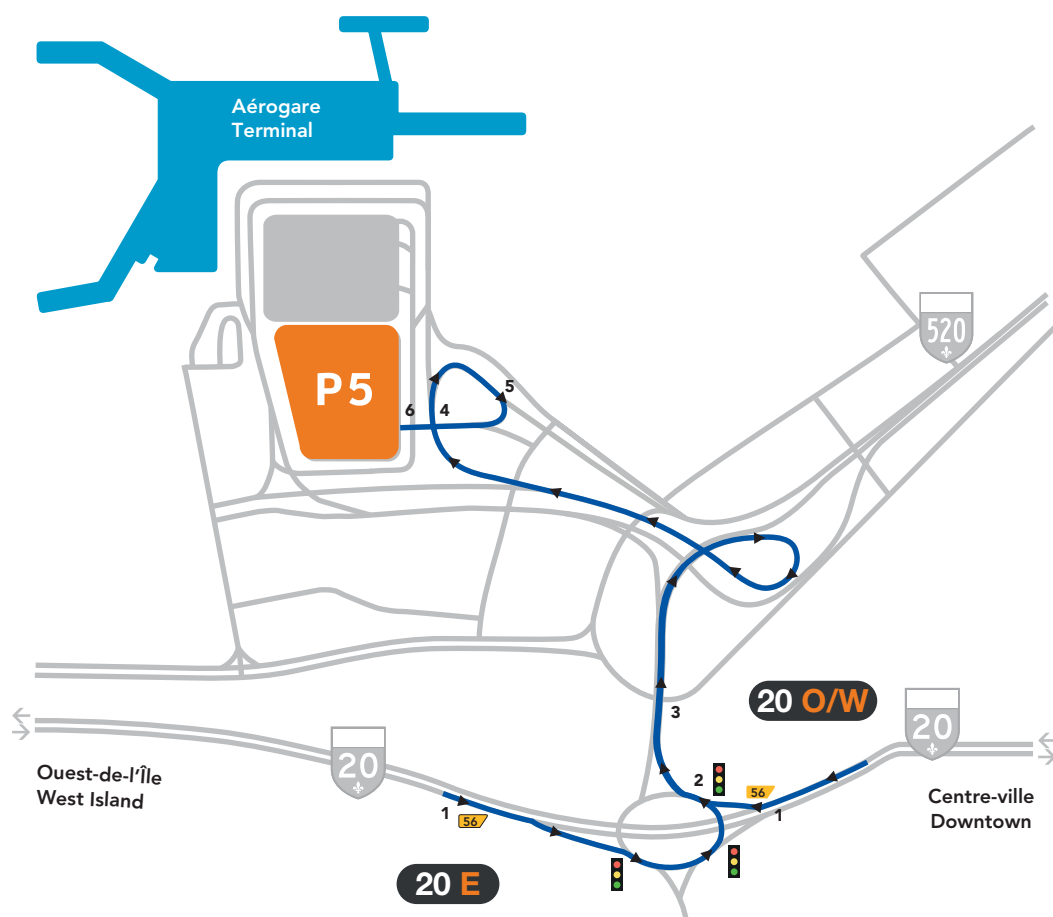 Aérogare
Terminal
520
P 5
5
6
4
3
20 O/W
20
20
Ouest-de-l'Île
West Island
2
56
1
1
56
Centre-ville
Downtown
20 E